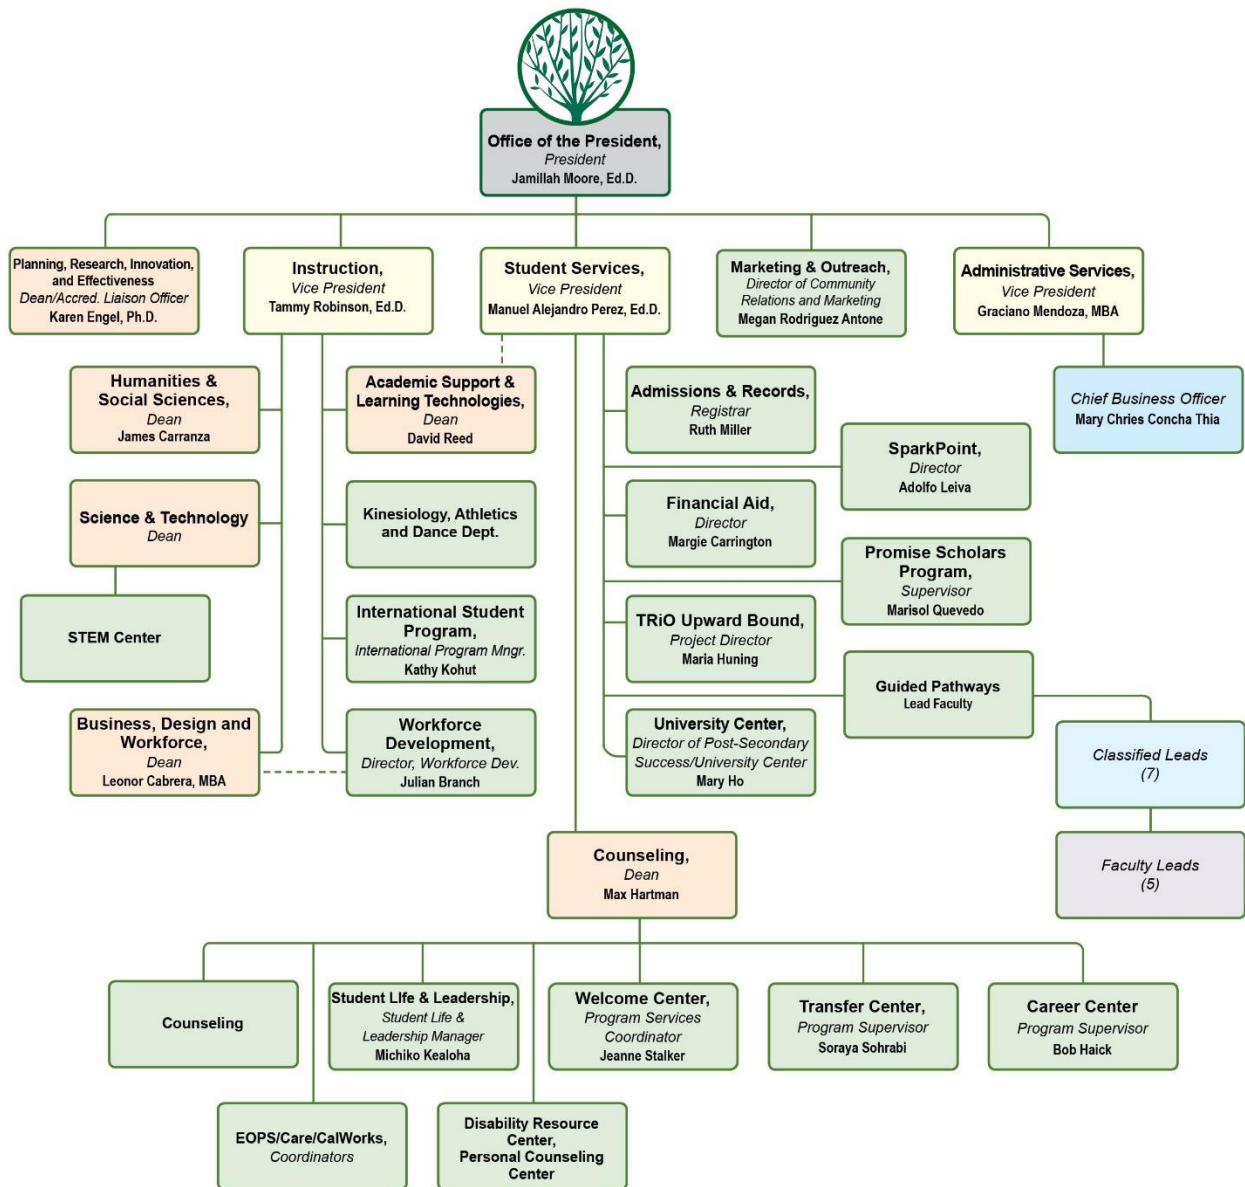 Office of the President,
President
Jamillah Moore, Ed.D.
Planning, Research, Innovation,
and Effectiveness
Dean/Accred. Liaison Officer
Karen Engel, Ph.D.
Instruction,
Vice President
Tammy Robinson, Ed.D.
Student Services,
Vice President
Manuel Alejandro Perez, Ed.D.
Marketing & Outreach,
Director of Community
Relations and Marketing
Megan Rodriguez Antone
Administrative Services,
Vice President
Graciano Mendoza, MBA
Humanities &
Social Sciences,
Dean
James Carranza
Academic Support &
Learning Technologies,
Dean
David Reed
Admissions & Records,
Registrar
Ruth Miller
Chief Business Officer
Mary Chries Concha Thia
SparkPoint,
Director
Adolfo Leiva
Science & Technology
Dean
Kinesiology, Athletics
and Dance Dept.
Financial Aid,
Director
Margie Carrington
Promise Scholars
Program,
Supervisor
Marisol Quevedo
STEM Center
International Student
Program,
International Program Mngr.
Kathy Kohut
TRiO Upward Bound,
Project Director
Maria Huning
Guided Pathways
Lead Faculty
Business, Design and
Workforce,
Dean
Leonor Cabrera, MBA
Workforce
Development,
Director, Workforce Dev.
Julian Branch
University Center,
Director of Post-Secondary
Success/University Center
Mary Ho
Classified Leads
(7)
Counseling,
Dean
Max Hartman
Faculty Leads
(5)
Counseling
Student LIfe & Leadership,
Student Life &
Leadership Manager
Michiko Kealoha
Welcome Center,
Program Services
Coordinator
Jeanne Stalker
Transfer Center,
Program Supervisor
Soraya Sohrabi
Career Center
Program Supervisor
Bob Haick
EOPS/Care/CalWorks,
Coordinators
Disability Resource
Center,
Personal Counseling
Center